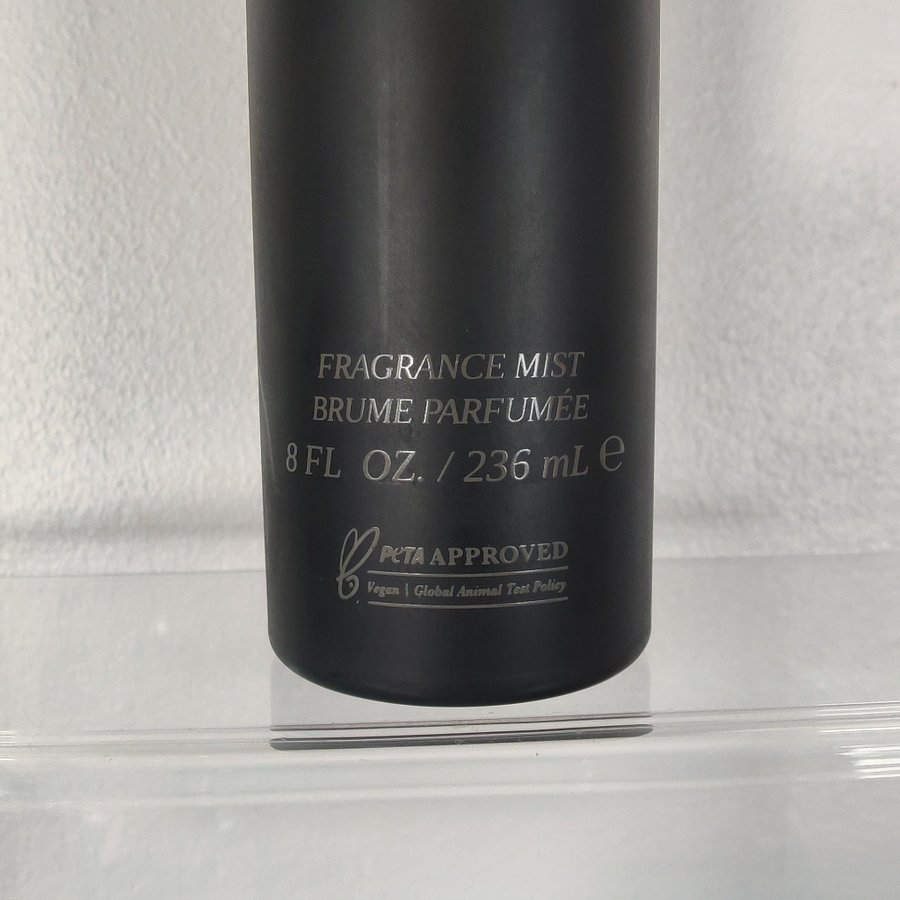 FRAGRANCE MIST
BRUME PARFUMÉE
8 FL OZ. / 236 mL e
PETA APPROVED
Vegan | Global Animal Test Policy